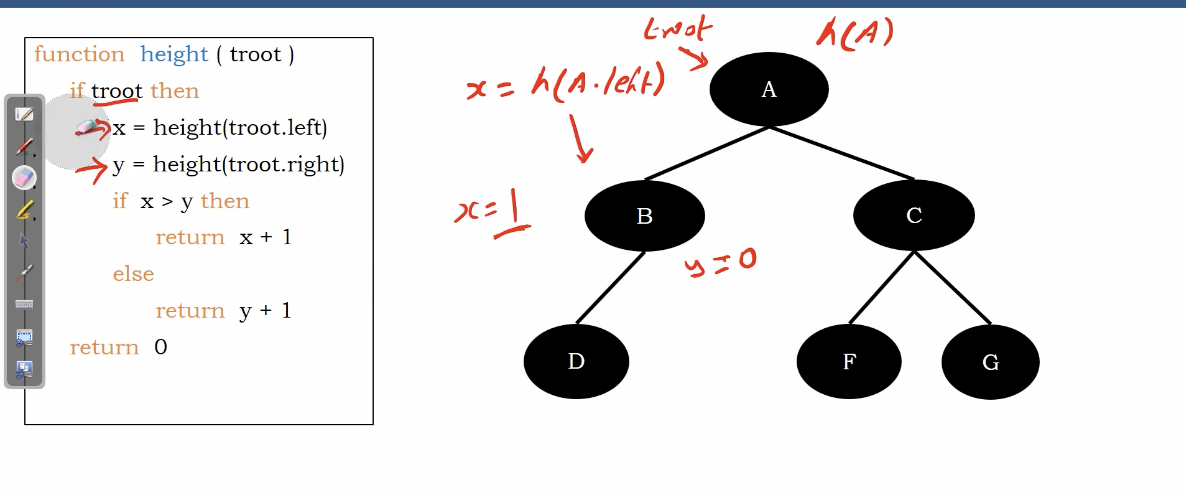 function height ( troot )
if troot then
x = height(troot.left)
y = height(troot.right)
if x > y then
return x + 1
else
return y + 1
return 0
troot
h(A)
x = h(A.left)
A
x = 1
B
C
y = 0
D
F
G